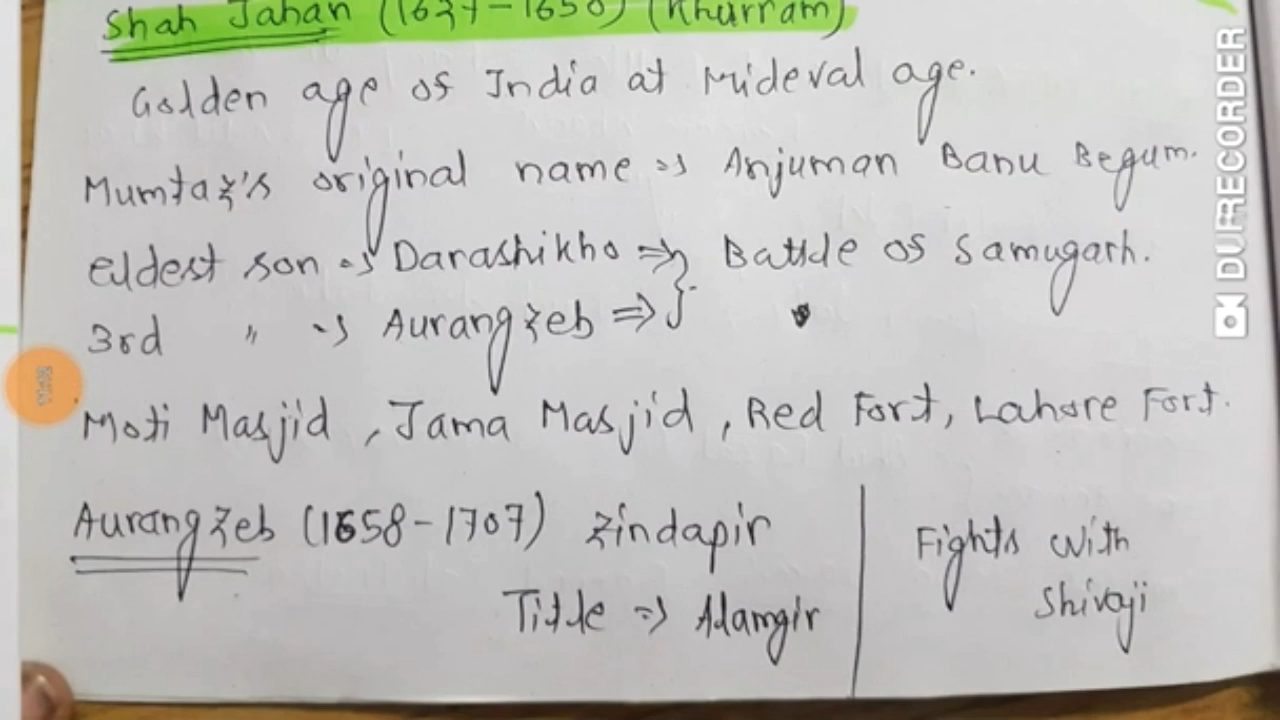 Shah Jahan (1627-1658) (Khurram)
Golden age of India at Mideval age.
Mumtaz's original name => Anjuman Banu Begum.
eldest son => Darashikho => } Battle of Samugarh.
3rd " => Aurangzeb => }
Moti Masjid, Jama Masjid, Red Fort, Lahore Fort.
Aurangzeb (1658-1707) Zindapir
Title => Alamgir
Fights with
Shivaji
DU RECORDER